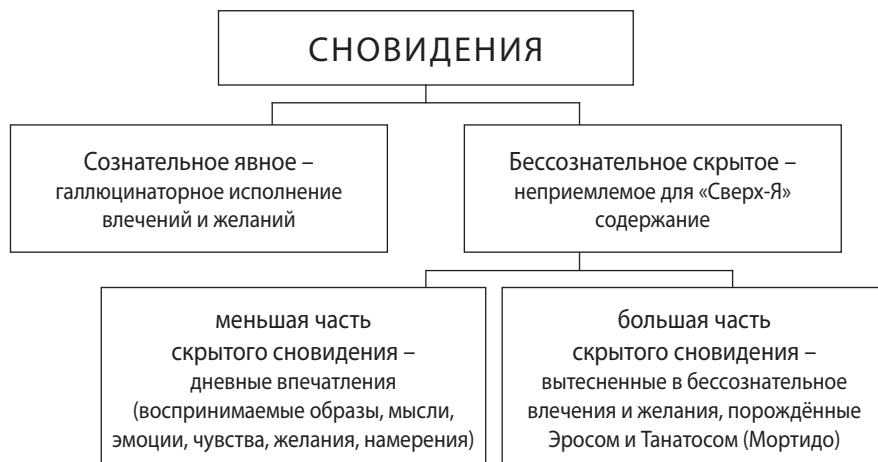 СНОВИДЕНИЯ
Сознательное явное –
галлюцинаторное исполнение
влечений и желаний
Бессознательное скрытое –
неприемлемое для «Сверх-Я»
содержание
меньшая часть
скрытого сновидения –
дневные впечатления
(воспринимаемые образы, мысли,
эмоции, чувства, желания, намерения)
большая часть
скрытого сновидения –
вытесненные в бессознательное
влечения и желания, порождённые
Эросом и Танатосом (Мортидо)